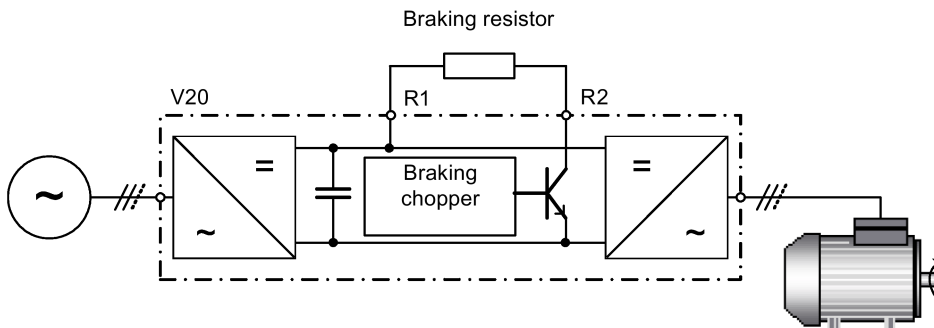 Braking resistor
V20
R1
R2
=
Braking
chopper
=
~
~
~